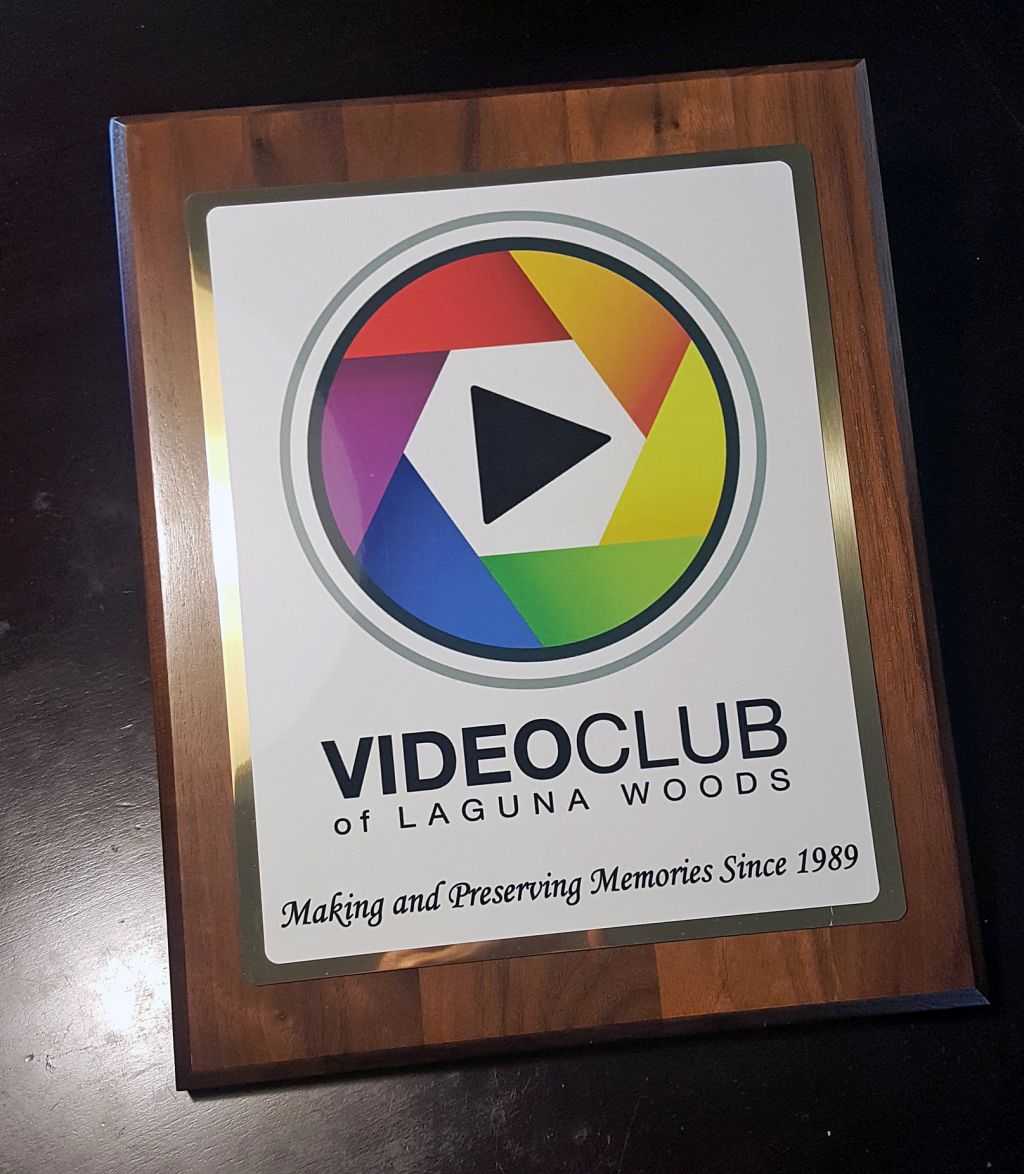 VIDEOCLUB
of LAGUNA WOODS
Making and Preserving Memories Since 1989